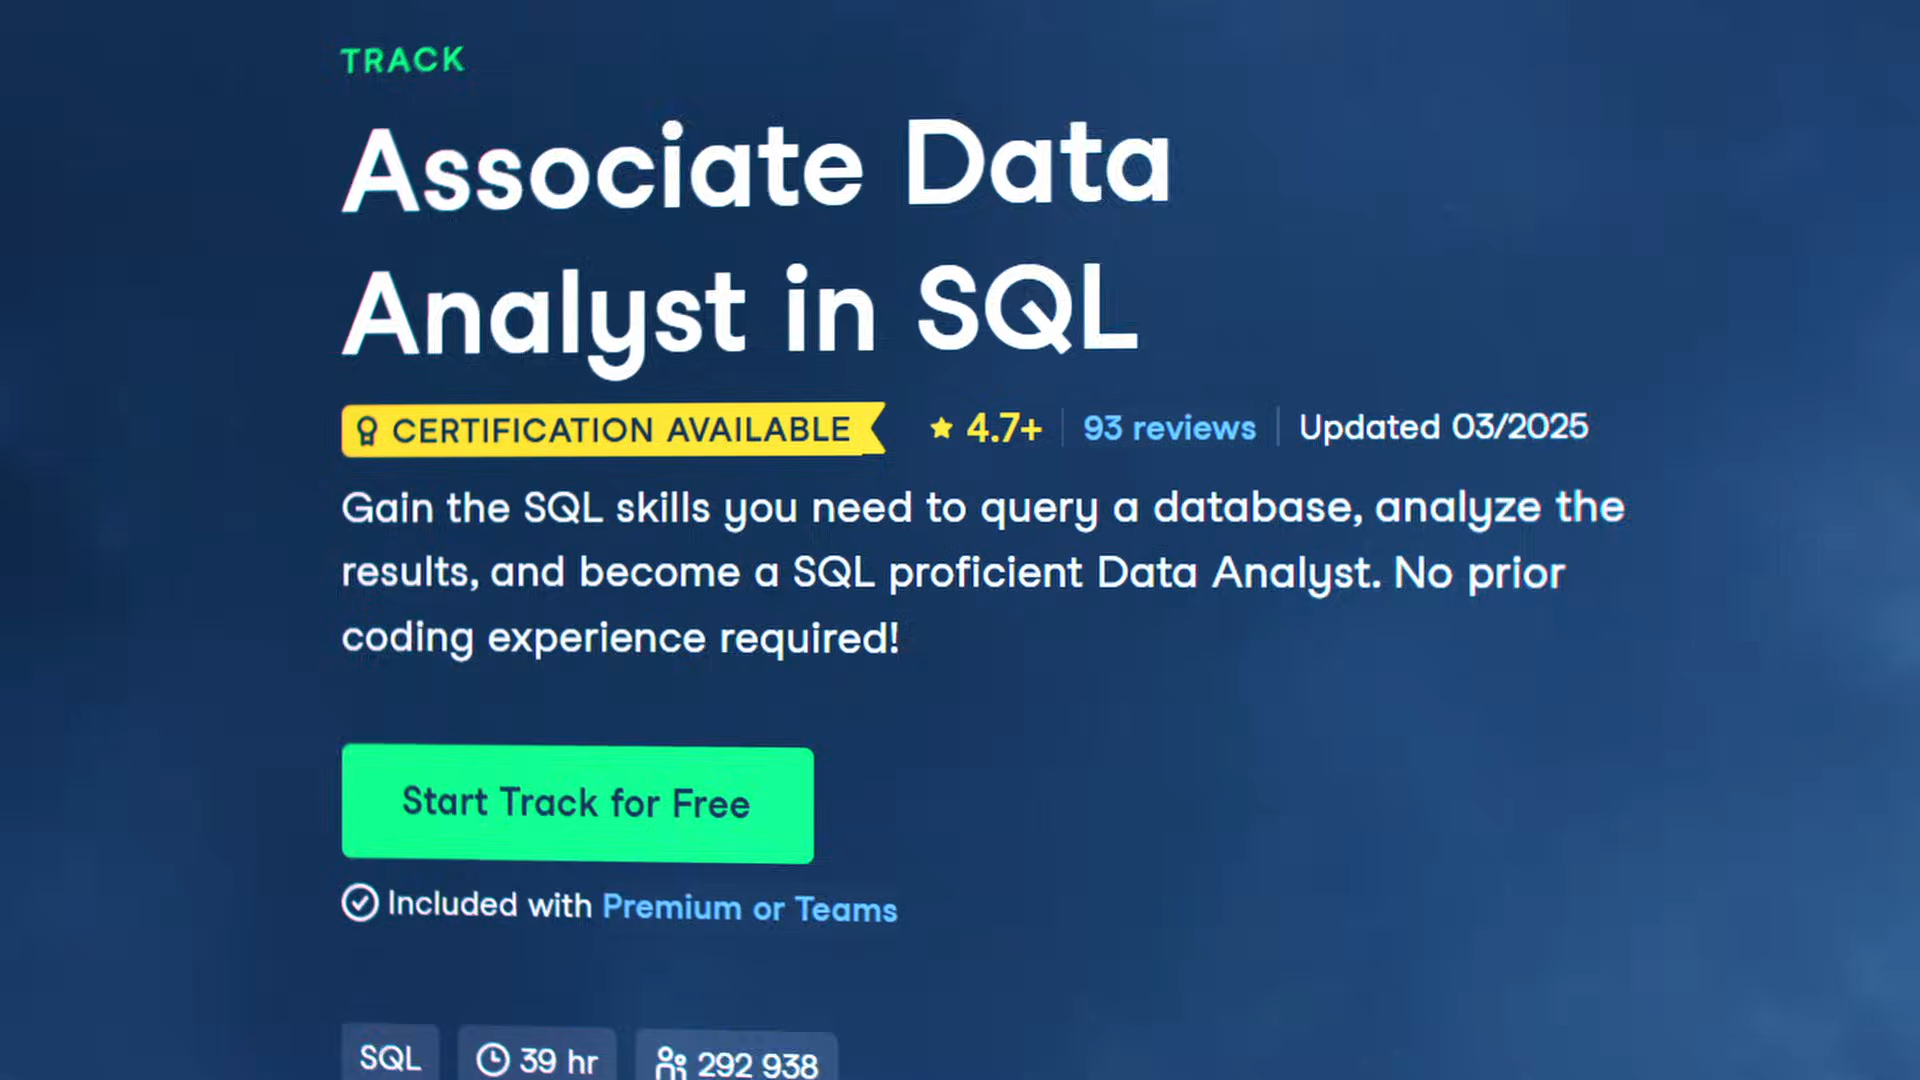 TRACK
Associate Data
Analyst in SQL
CERTIFICATION AVAILABLE 4.7+ 93 reviews Updated 03/2025
Gain the SQL skills you need to query a database, analyze the
results, and become a SQL proficient Data Analyst. No prior
coding experience required!
Start Track for Free
Included with Premium or Teams
SQL 39 hr 292 938